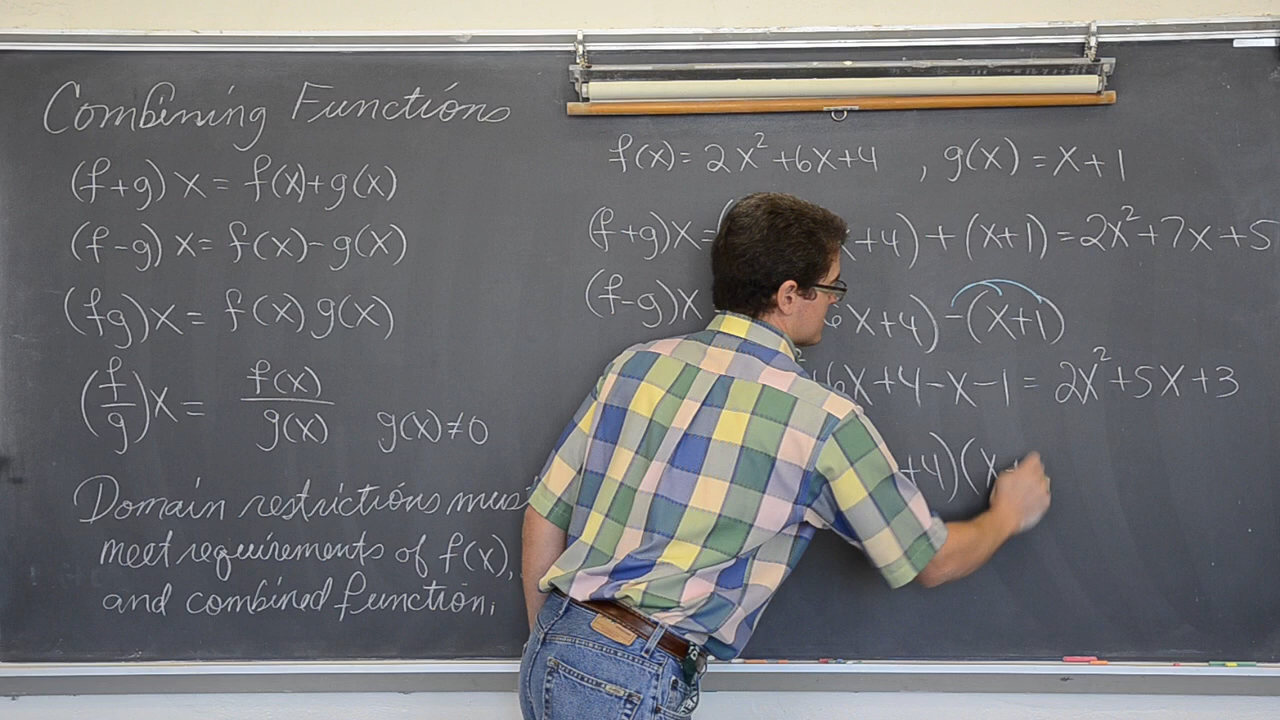 Combining Functions
(f+g)x = f(x)+g(x)
(f-g)x = f(x)-g(x)
(fg)x = f(x)g(x)
(f/g)x = f(x)/g(x) g(x)≠0
Domain restrictions must
meet requirements of f(x),
and combined function.
f(x)=2x²+6x+4 , g(x)=x+1
(f+g)x= +4)+(x+1)=2x²+7x+5
(f-g)x 6x+4)-(x+1)
+6x+4-x-1= 2x²+5x+3
+4)(x+